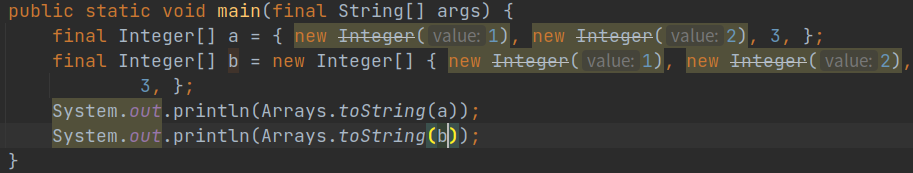 public static void main(final String[] args) {
    final Integer[] a = { new Integer( value: 1), new Integer( value: 2), 3, };
    final Integer[] b = new Integer[] { new Integer( value: 1), new Integer( value: 2),
            3, };
    System.out.println(Arrays.toString(a));
    System.out.println(Arrays.toString(b));
}